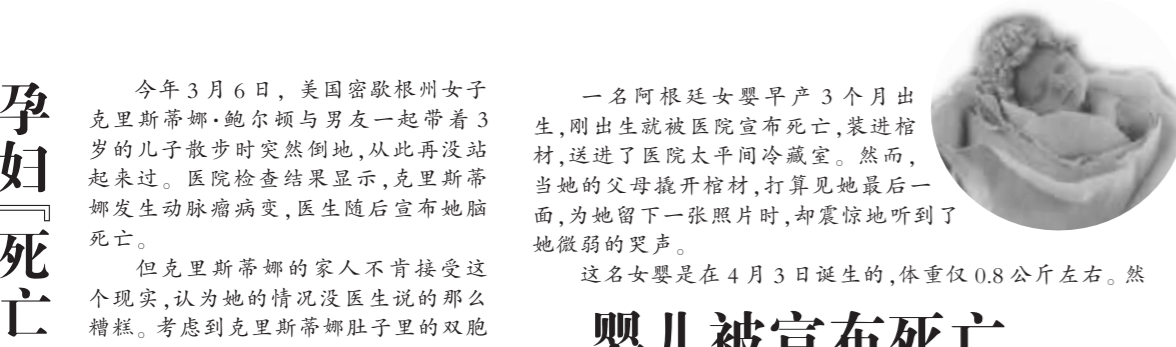 孕妇『死亡
今年 3 月 6 日，美国密歇根州女子
克里斯蒂娜·鲍尔顿与男友一起带着 3
岁的儿子散步时突然倒地，从此再没站
起来过。医院检查结果显示，克里斯蒂
娜发生动脉瘤病变，医生随后宣布她脑
死亡。
但克里斯蒂娜的家人不肯接受这
个现实，认为她的情况没医生说的那么
糟糕。考虑到克里斯蒂娜肚子里的双胞
一名阿根廷女婴早产 3 个月出
生，刚出生就被医院宣布死亡，装进棺
材，送进了医院太平间冷藏室。然而，
当她的父母撬开棺材，打算见她最后一
面，为她留下一张照片时，却震惊地听到了
她微弱的哭声。
这名女婴是在 4 月 3 日诞生的，体重仅 0.8 公斤左右。然
婴儿被宣布死亡